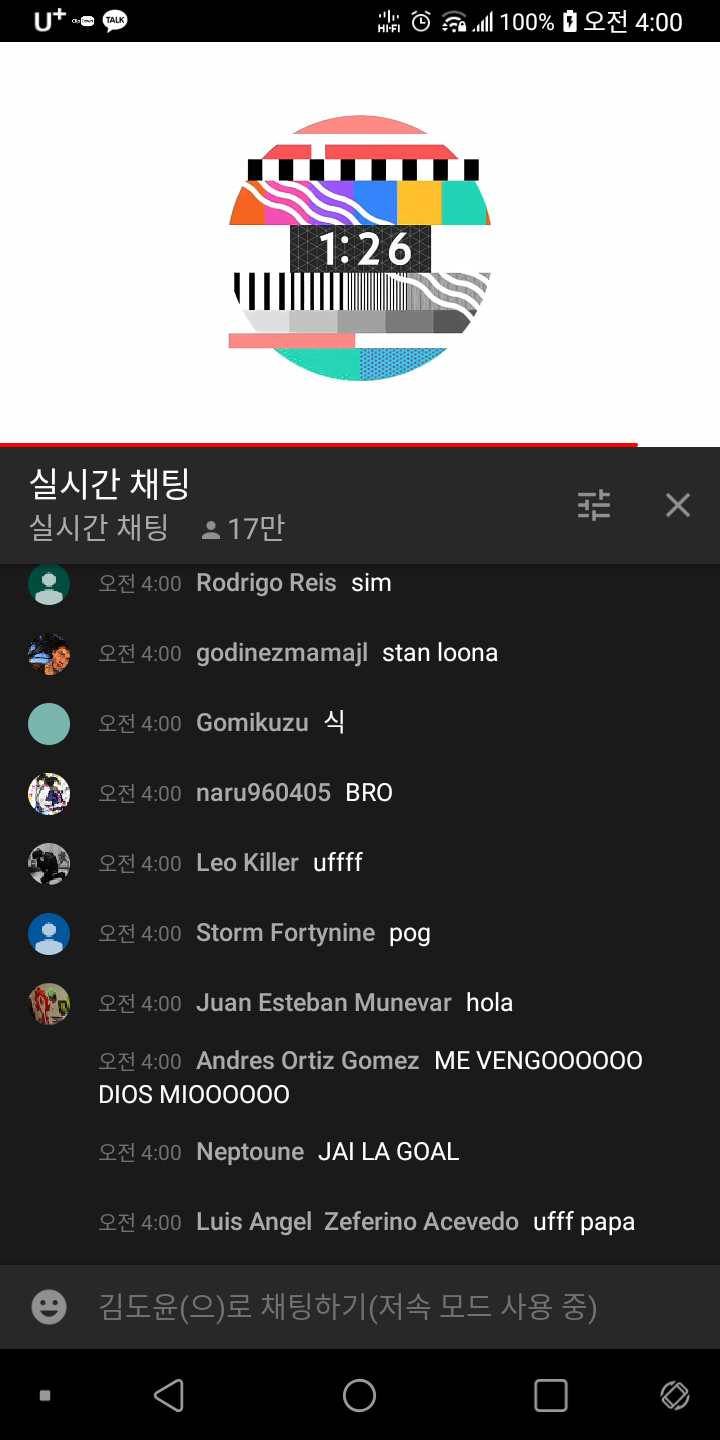 U+ TALK HI-FI 100% 오전 4:00
1:26
실시간 채팅
실시간 채팅 17만
오전 4:00 Rodrigo Reis sim
오전 4:00 godinezmamajl stan loona
오전 4:00 Gomikuzu 식
오전 4:00 naru960405 BRO
오전 4:00 Leo Killer uffff
오전 4:00 Storm Fortynine pog
오전 4:00 Juan Esteban Munevar hola
오전 4:00 Andres Ortiz Gomez ME VENGOOOOOO
DIOS MIOOOOOO
오전 4:00 Neptoune JAI LA GOAL
오전 4:00 Luis Angel Zeferino Acevedo ufff papa
김도윤(으)로 채팅하기(저속 모드 사용 중)